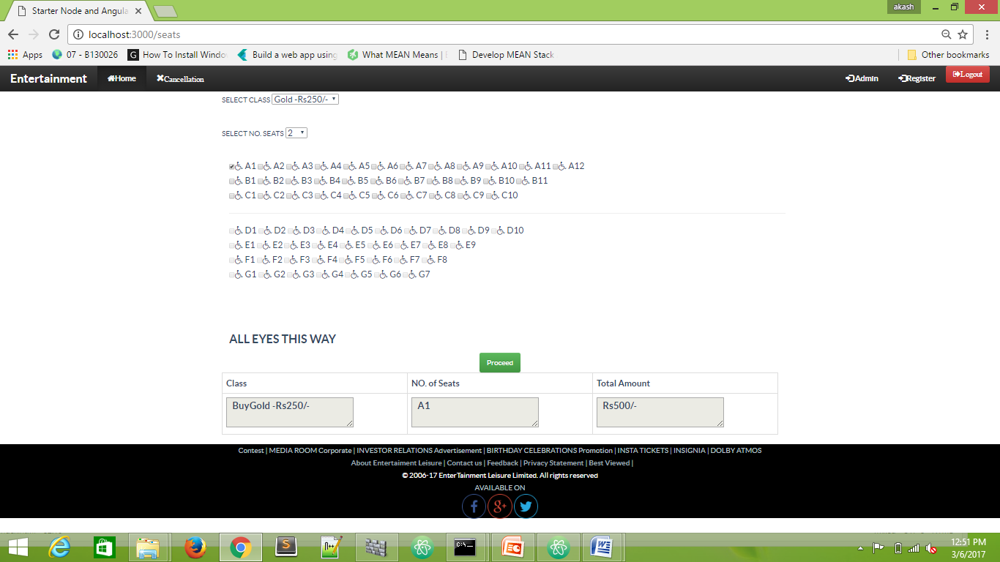 Starter Node and Angula
akash
localhost:3000/seats
Apps 07 - B130026 How To Install Windo Build a web app using What MEAN Means | Develop MEAN Stack Other bookmarks
Entertainment Home Cancellation Admin Register Logout
SELECT CLASS Gold -Rs250/-
SELECT NO. SEATS 2
A1 A2 A3 A4 A5 A6 A7 A8 A9 A10 A11 A12
B1 B2 B3 B4 B5 B6 B7 B8 B9 B10 B11
C1 C2 C3 C4 C5 C6 C7 C8 C9 C10
D1 D2 D3 D4 D5 D6 D7 D8 D9 D10
E1 E2 E3 E4 E5 E6 E7 E8 E9
F1 F2 F3 F4 F5 F6 F7 F8
G1 G2 G3 G4 G5 G6 G7
ALL EYES THIS WAY
Proceed
Class NO. of Seats Total Amount
BuyGold -Rs250/- A1 Rs500/-
Contest | MEDIA ROOM Corporate | INVESTOR RELATIONS Advertisement | BIRTHDAY CELEBRATIONS Promotion | INSTA TICKETS | INSIGNIA | DOLBY ATMOS
About Entertaiment Leisure | Contact us | Feedback | Privacy Statement | Best Viewed |
© 2006-17 EnterTainment Leisure Limited. All rights reserved
AVAILABLE ON
12:51 PM
3/6/2017